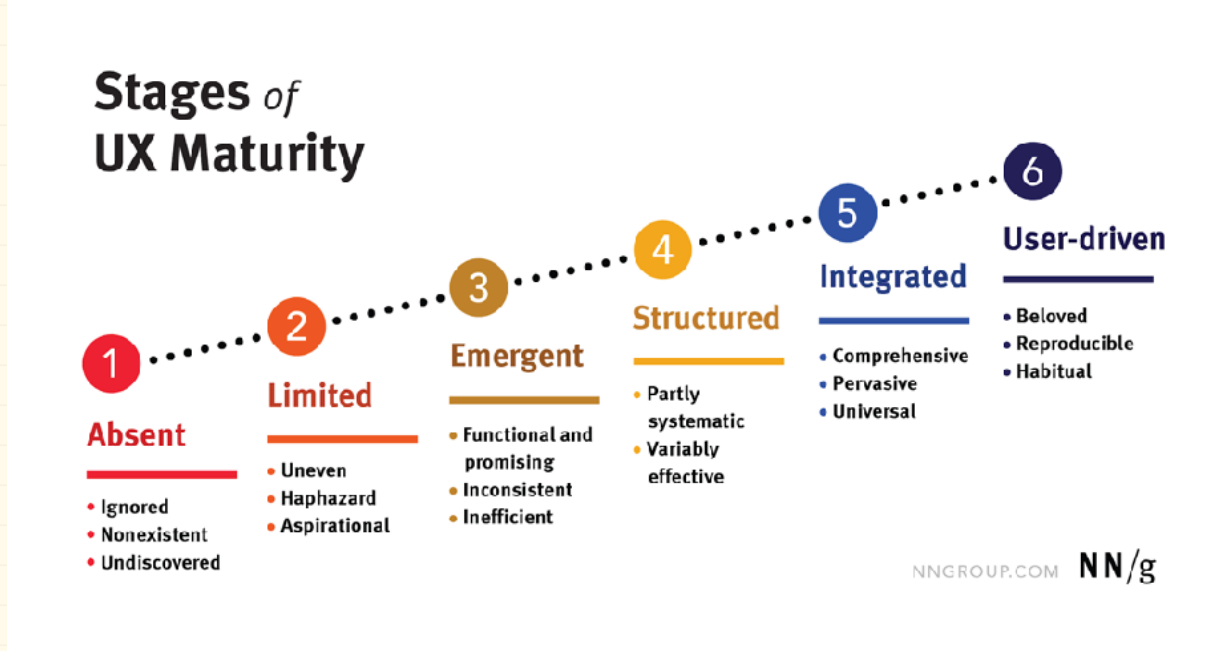 Stages of
UX Maturity
1
Absent
• Ignored
• Nonexistent
• Undiscovered
2
Limited
• Uneven
• Haphazard
• Aspirational
3
Emergent
• Functional and
promising
• Inconsistent
• Inefficient
4
Structured
• Partly
systematic
• Variably
effective
5
Integrated
• Comprehensive
• Pervasive
• Universal
6
User-driven
• Beloved
• Reproducible
• Habitual
NNGROUP.COM NN/g